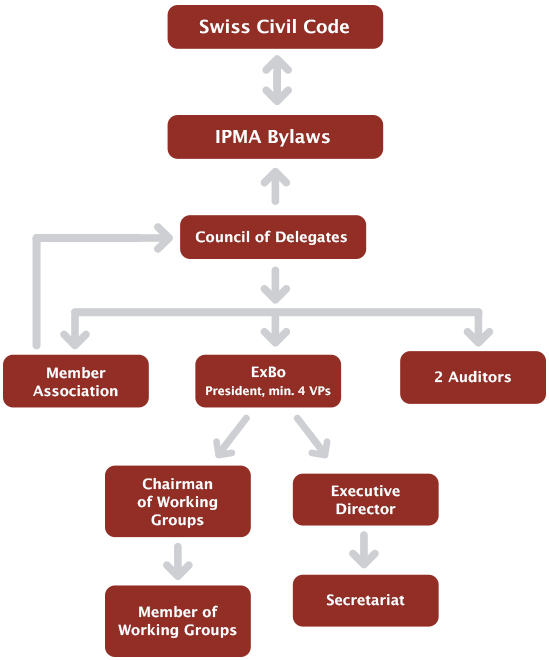 Swiss Civil Code
IPMA Bylaws
Council of Delegates
Member
Association
ExBo
President, min. 4 VPs
2 Auditors
Chairman
of Working
Groups
Executive
Director
Member of
Working Groups
Secretariat